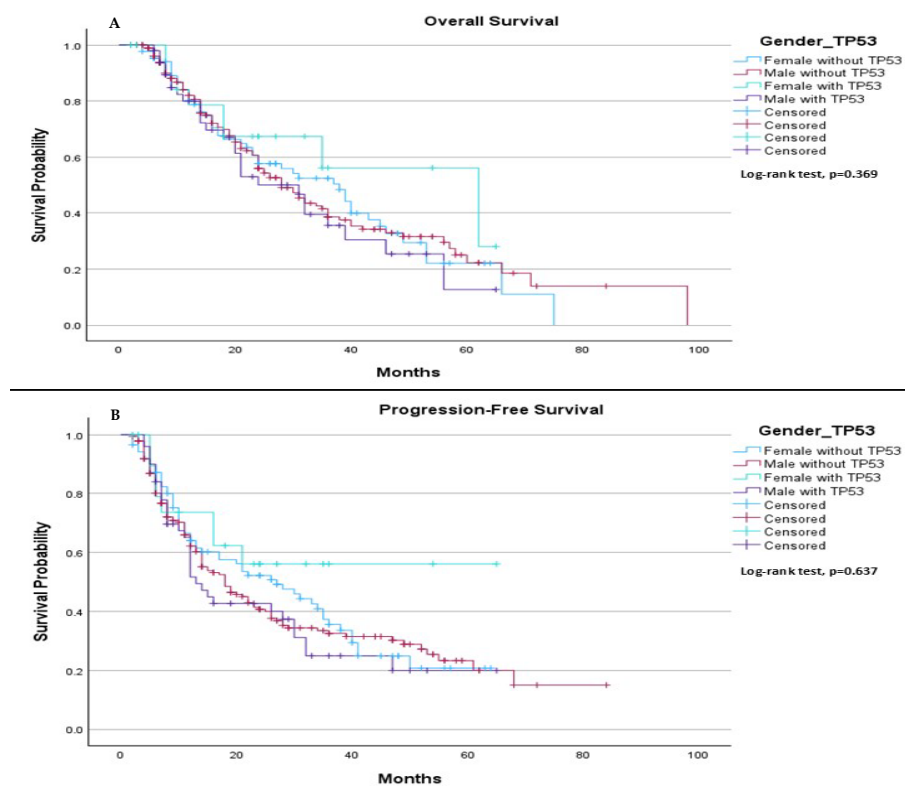 A
Overall Survival
Gender_TP53
Female without TP53
Male without TP53
Female with TP53
Male with TP53
Censored
Censored
Censored
Censored
Log-rank test, p=0.369
Survival Probability
1.0
0.8
0.6
0.4
0.2
0.0
0 20 40 60 80 100
Months
B
Progression-Free Survival
Gender_TP53
Female without TP53
Male without TP53
Female with TP53
Male with TP53
Censored
Censored
Censored
Censored
Log-rank test, p=0.637
Survival Probability
1.0
0.8
0.6
0.4
0.2
0.0
0 20 40 60 80 100
Months